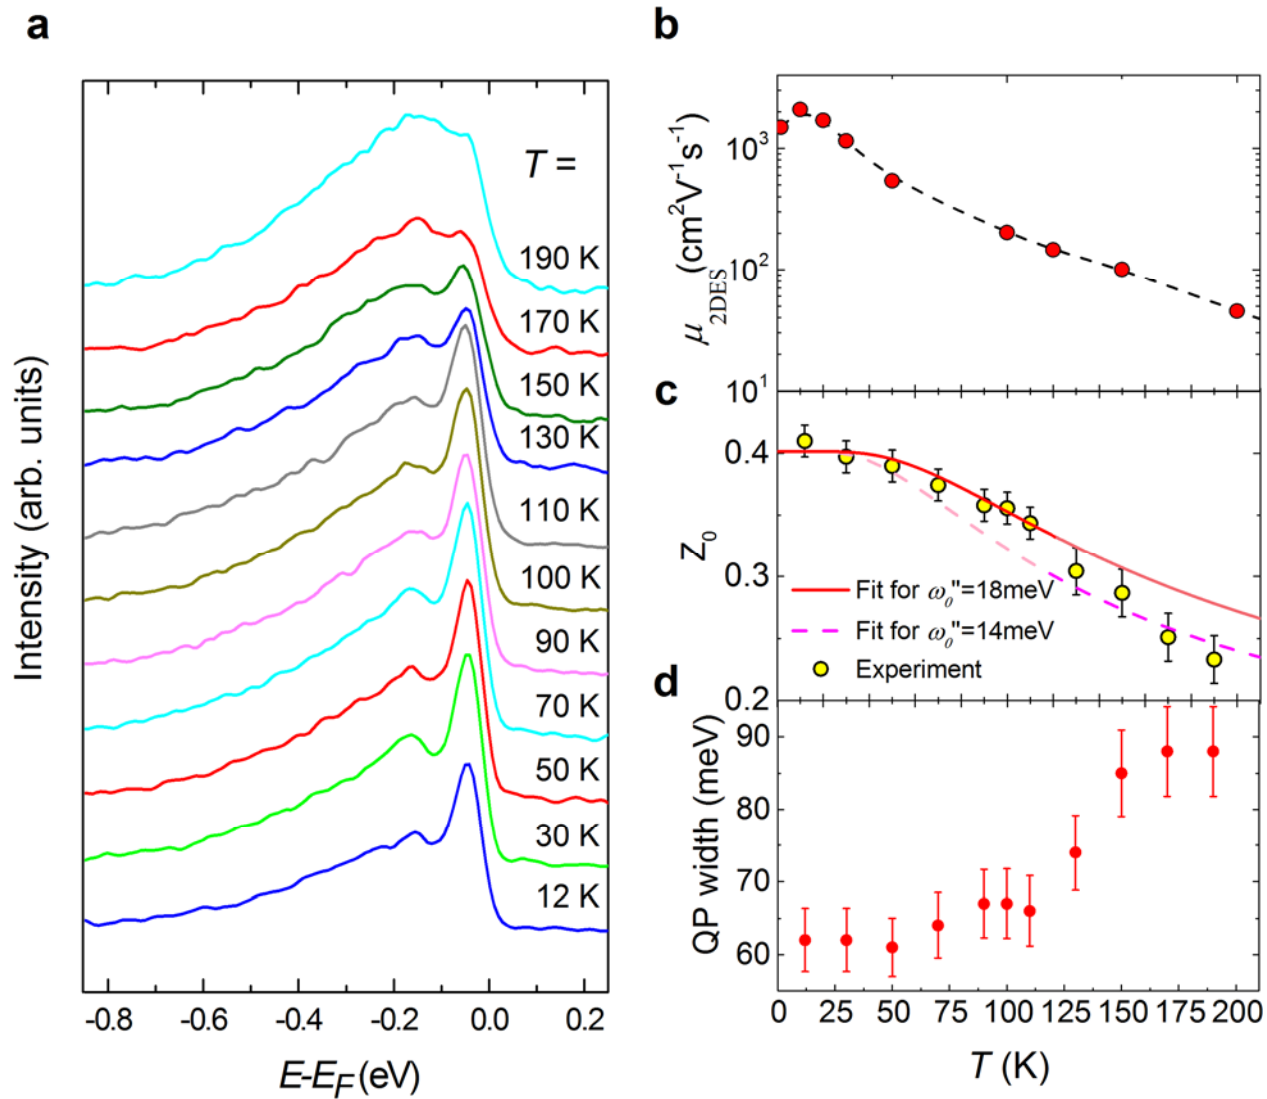 a
T =
190 K
170 K
150 K
130 K
110 K
100 K
90 K
70 K
50 K
30 K
12 K
Intensity (arb. units)
-0.8 -0.6 -0.4 -0.2 0.0 0.2
E-E_F (eV)
b
μ_2DES (cm²V⁻¹s⁻¹)
10³
10²
10¹
c
Z₀
0.4
0.3
0.2
Fit for ω₀"=18meV
Fit for ω₀"=14meV
Experiment
d
QP width (meV)
90
80
70
60
0 25 50 75 100 125 150 175 200
T (K)